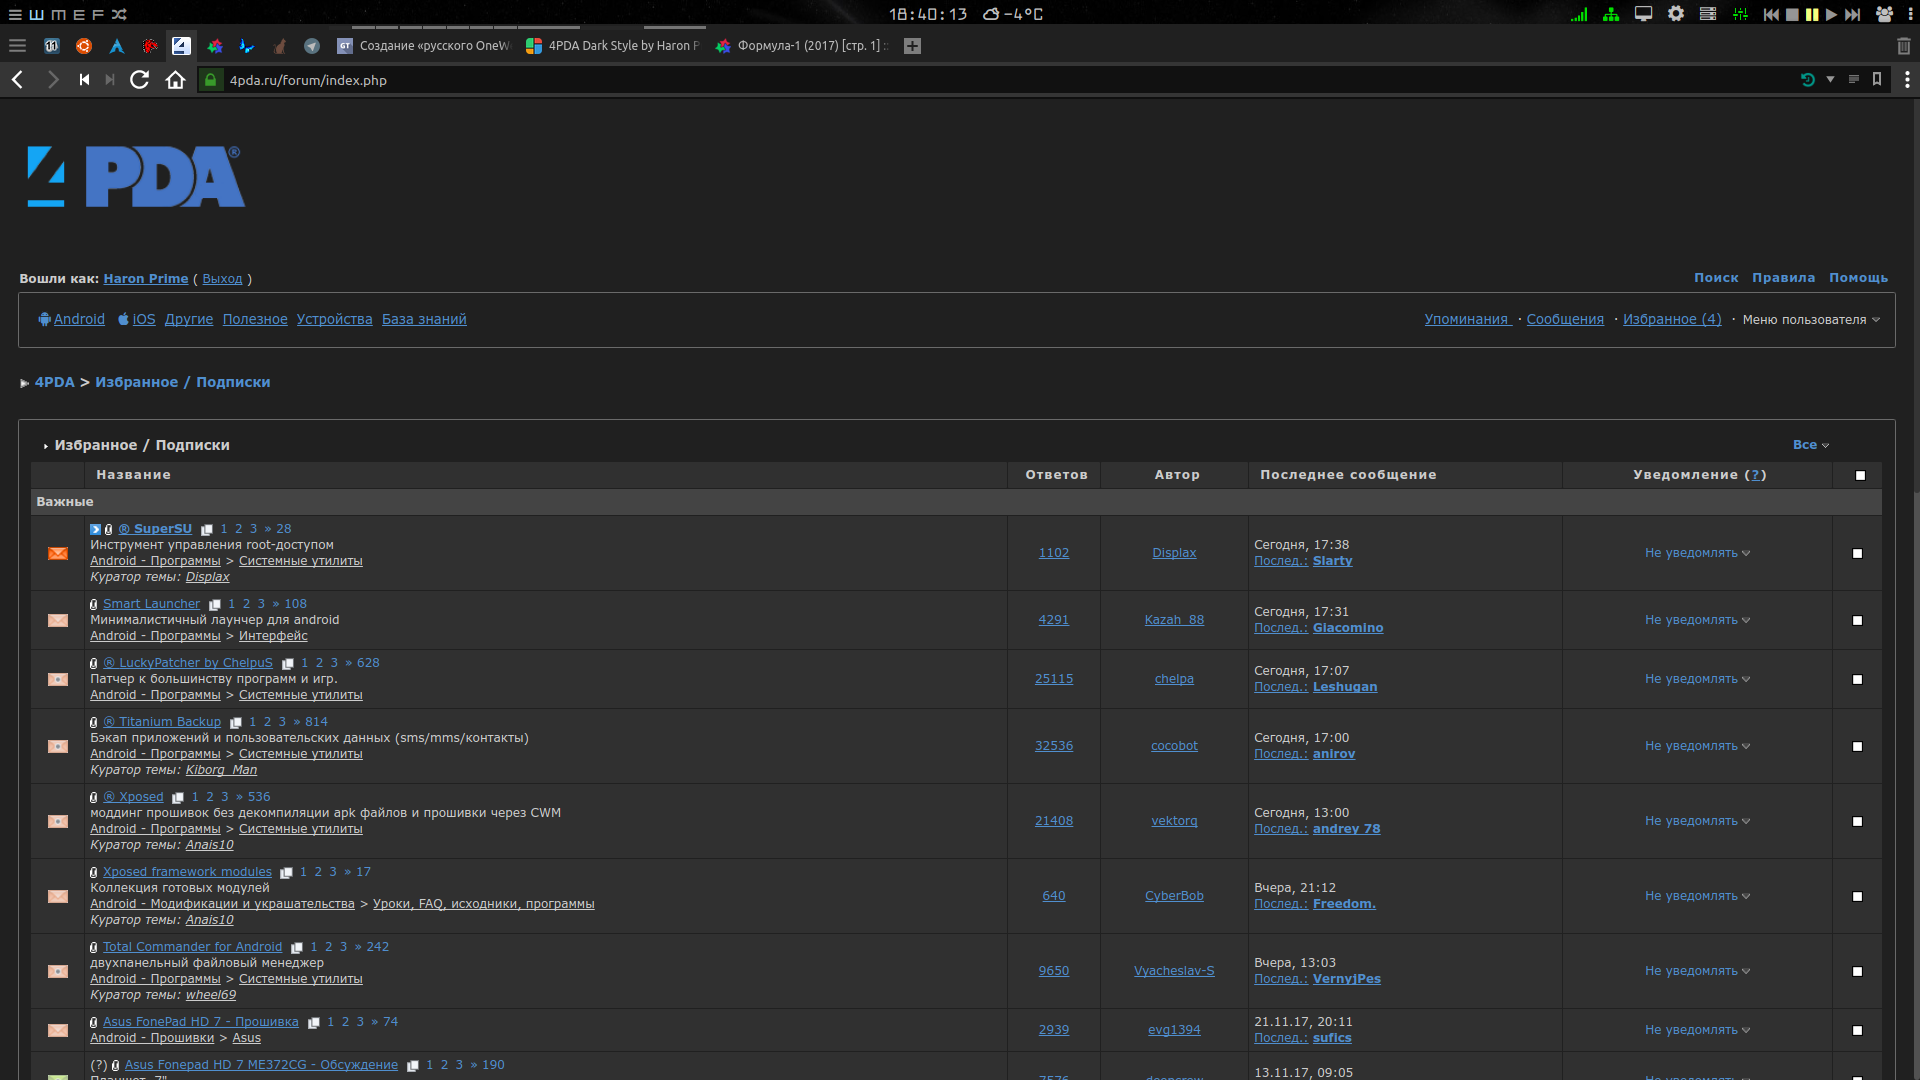 Ш M E F
18:40:13 -4°C
11
GT Создание «русского OneW
4PDA Dark Style by Haron P
Формула-1 (2017) [стр. 1] ::
4pda.ru/forum/index.php
4PDA®
Вошли как: Haron Prime ( Выход )
Поиск Правила Помощь
Android iOS Другие Полезное Устройства База знаний
Упоминания · Сообщения · Избранное (4) · Меню пользователя
4PDA > Избранное / Подписки
Избранное / Подписки
Все
Название Ответов Автор Последнее сообщение Уведомление (?)
Важные
® SuperSU 1 2 3 » 28
Инструмент управления root-доступом
Android - Программы > Системные утилиты
Куратор темы: Displax
1102
Displax
Сегодня, 17:38
Послед.: Slarty
Не уведомлять
Smart Launcher 1 2 3 » 108
Минималистичный лаунчер для android
Android - Программы > Интерфейс
4291
Kazah_88
Сегодня, 17:31
Послед.: Giacomino
Не уведомлять
® LuckyPatcher by ChelpuS 1 2 3 » 628
Патчер к большинству программ и игр.
Android - Программы > Системные утилиты
25115
chelpa
Сегодня, 17:07
Послед.: Leshugan
Не уведомлять
® Titanium Backup 1 2 3 » 814
Бэкап приложений и пользовательских данных (sms/mms/контакты)
Android - Программы > Системные утилиты
Куратор темы: Kiborg_Man
32536
cocobot
Сегодня, 17:00
Послед.: anirov
Не уведомлять
® Xposed 1 2 3 » 536
моддинг прошивок без декомпиляции apk файлов и прошивки через CWM
Android - Программы > Системные утилиты
Куратор темы: Anais10
21408
vektorq
Сегодня, 13:00
Послед.: andrey_78
Не уведомлять
Xposed framework modules 1 2 3 » 17
Коллекция готовых модулей
Android - Модификации и украшательства > Уроки, FAQ, исходники, программы
Куратор темы: Anais10
640
CyberBob
Вчера, 21:12
Послед.: Freedom.
Не уведомлять
Total Commander for Android 1 2 3 » 242
двухпанельный файловый менеджер
Android - Программы > Системные утилиты
Куратор темы: wheel69
9650
Vyacheslav-S
Вчера, 13:03
Послед.: VernyjPes
Не уведомлять
Asus FonePad HD 7 - Прошивка 1 2 3 » 74
Android - Прошивки > Asus
2939
evg1394
21.11.17, 20:11
Послед.: sufics
Не уведомлять
(?) Asus Fonepad HD 7 ME372CG - Обсуждение 1 2 3 » 190
Планшет, 7"
7576
13.11.17, 09:05
Не уведомлять